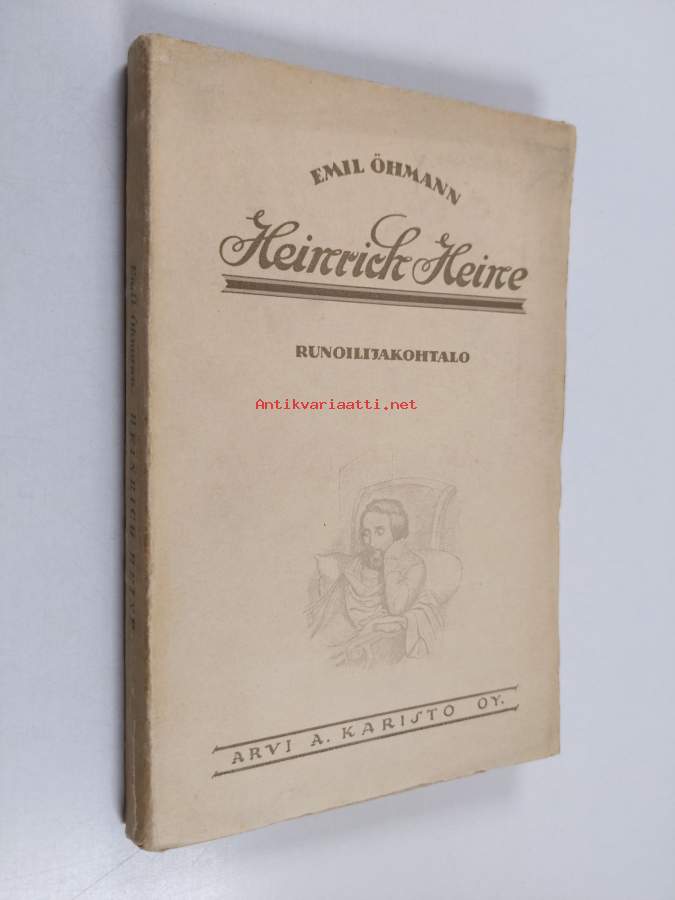 EMIL ÖHMANN
Heinrich Heine
RUNOILIJAKOHTALO
Antikvariaatti.net
ARVI A. KARISTO OY.
Emil Öhmann HEINRICH HEINE